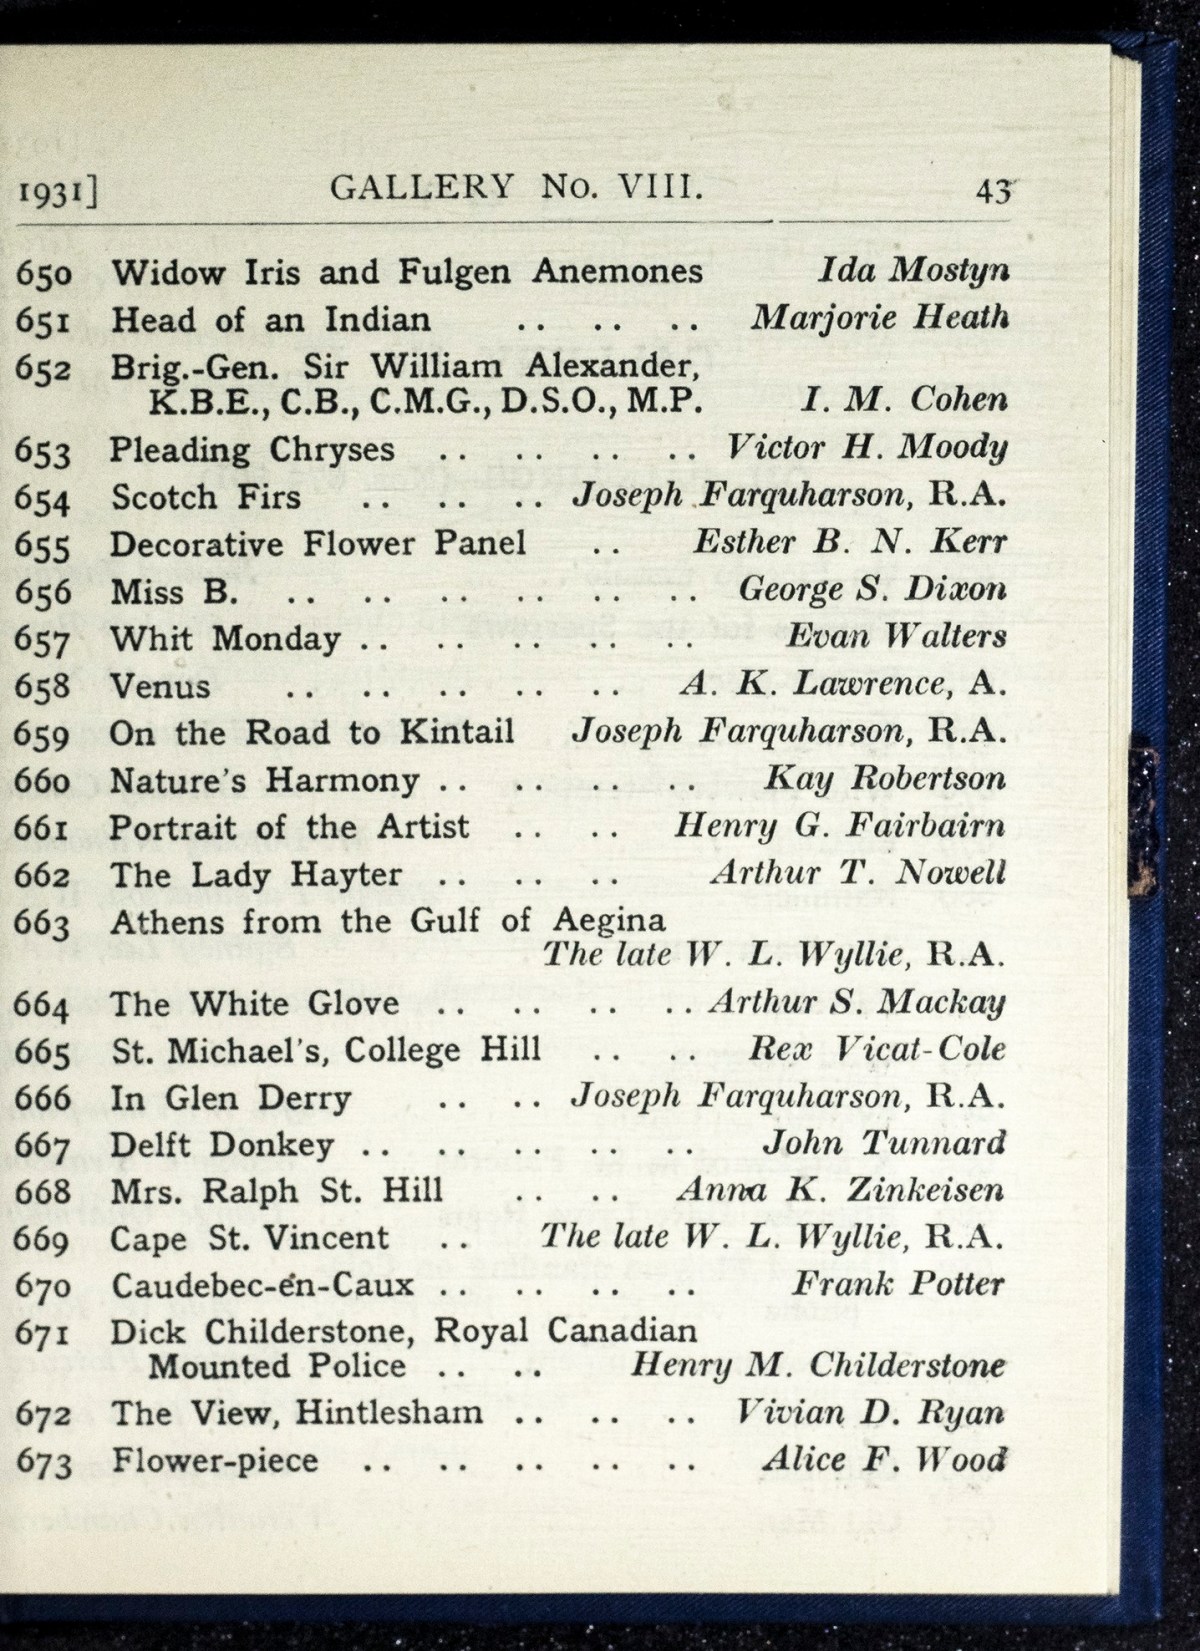 1931] GALLERY No. VIII. 43
650 Widow Iris and Fulgen Anemones Ida Mostyn
651 Head of an Indian .. .. .. Marjorie Heath
652 Brig.-Gen. Sir William Alexander,
K.B.E., C.B., C.M.G., D.S.O., M.P. I. M. Cohen
653 Pleading Chryses .. .. .. .. Victor H. Moody
654 Scotch Firs .. .. .. Joseph Farquharson, R.A.
655 Decorative Flower Panel .. Esther B. N. Kerr
656 Miss B. .. .. .. .. .. .. George S. Dixon
657 Whit Monday .. .. .. .. .. Evan Walters
658 Venus .. .. .. .. .. A. K. Lawrence, A.
659 On the Road to Kintail Joseph Farquharson, R.A.
660 Nature's Harmony .. .. .. .. Kay Robertson
661 Portrait of the Artist .. .. Henry G. Fairbairn
662 The Lady Hayter .. .. .. Arthur T. Nowell
663 Athens from the Gulf of Aegina
The late W. L. Wyllie, R.A.
664 The White Glove .. .. .. .. Arthur S. Mackay
665 St. Michael's, College Hill .. .. Rex Vicat-Cole
666 In Glen Derry .. .. Joseph Farquharson, R.A.
667 Delft Donkey .. .. .. .. .. John Tunnard
668 Mrs. Ralph St. Hill .. .. Anna K. Zinkeisen
669 Cape St. Vincent .. The late W. L. Wyllie, R.A.
670 Caudebec-én-Caux .. .. .. .. Frank Potter
671 Dick Childerstone, Royal Canadian
Mounted Police .. .. Henry M. Childerstone
672 The View, Hintlesham .. .. .. Vivian D. Ryan
673 Flower-piece .. .. .. .. .. Alice F. Wood